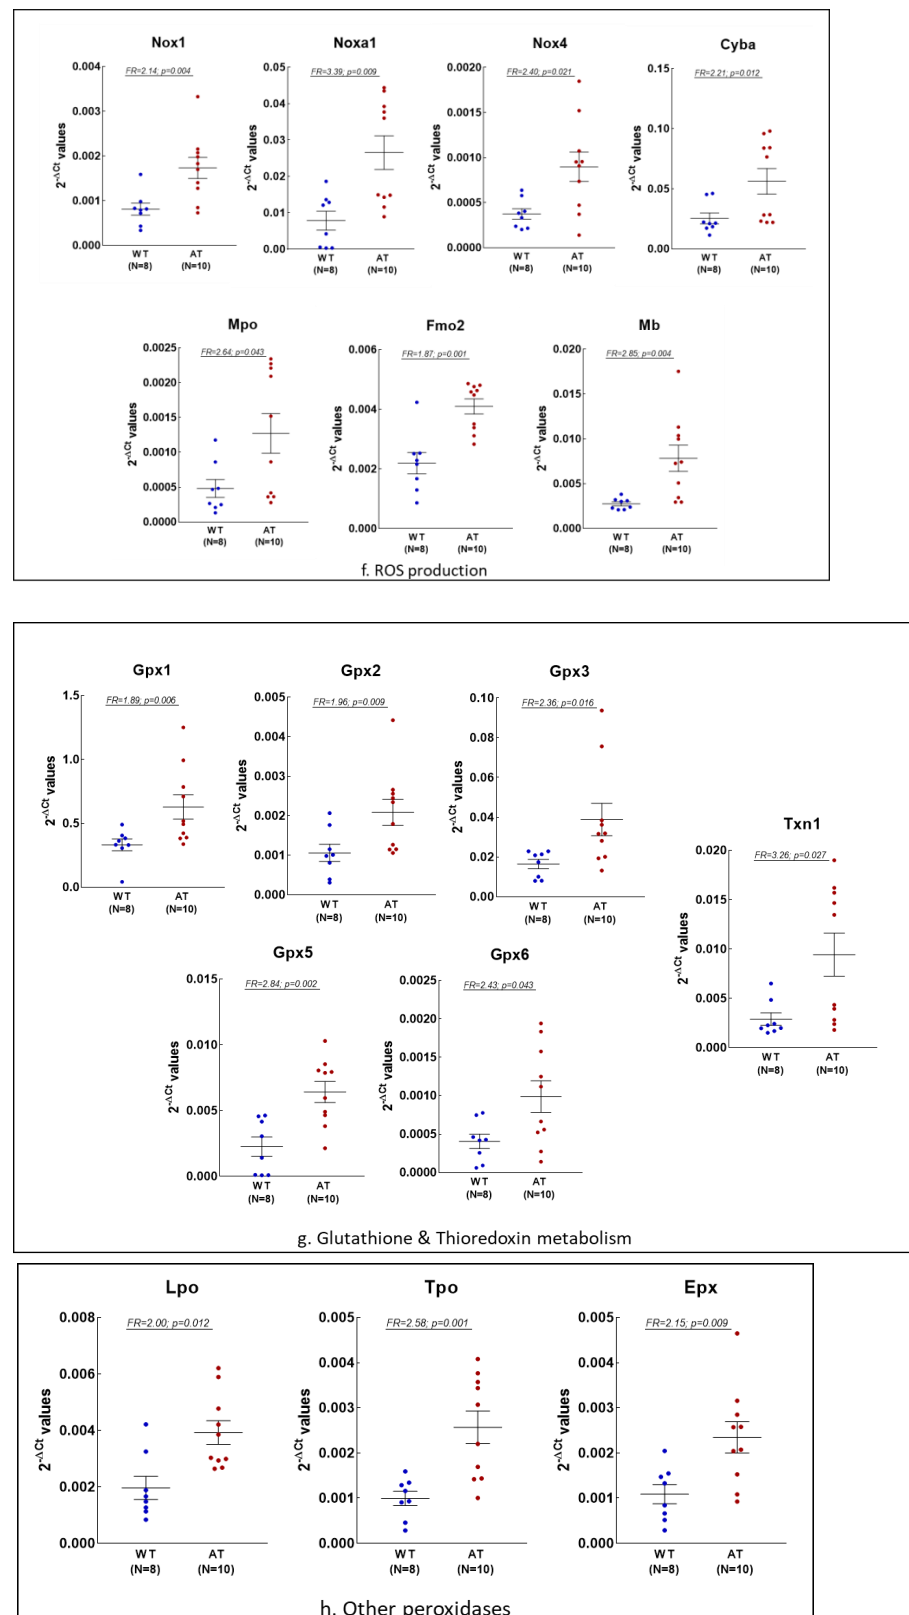 Nox1
FR=2.14; p=0.004
2^-ΔCt values
0.004
0.003
0.002
0.001
0.000
WT
(N=8)
AT
(N=10)
Noxa1
FR=3.39; p=0.009
2^-ΔCt values
0.05
0.04
0.03
0.02
0.01
0.00
WT
(N=8)
AT
(N=10)
Nox4
FR=2.40; p=0.021
2^-ΔCt values
0.0020
0.0015
0.0010
0.0005
0.0000
WT
(N=8)
AT
(N=10)
Cyba
FR=2.21; p=0.012
2^-ΔCt values
0.15
0.10
0.05
0.00
WT
(N=8)
AT
(N=10)
Mpo
FR=2.64; p=0.043
2^-ΔCt values
0.0025
0.0020
0.0015
0.0010
0.0005
0.0000
WT
(N=8)
AT
(N=10)
Fmo2
FR=1.87; p=0.001
2^-ΔCt values
0.006
0.004
0.002
0.000
WT
(N=8)
AT
(N=10)
Mb
FR=2.85; p=0.004
2^-ΔCt values
0.020
0.015
0.010
0.005
0.000
WT
(N=8)
AT
(N=10)
f. ROS production
Gpx1
FR=1.89; p=0.006
2^-ΔCt values
1.5
1.0
0.5
0.0
WT
(N=8)
AT
(N=10)
Gpx2
FR=1.96; p=0.009
2^-ΔCt values
0.005
0.004
0.003
0.002
0.001
0.000
WT
(N=8)
AT
(N=10)
Gpx3
FR=2.36; p=0.016
2^-ΔCt values
0.10
0.08
0.06
0.04
0.02
0.00
WT
(N=8)
AT
(N=10)
Txn1
FR=3.26; p=0.027
2^-ΔCt values
0.020
0.015
0.010
0.005
0.000
WT
(N=8)
AT
(N=10)
Gpx5
FR=2.84; p=0.002
2^-ΔCt values
0.015
0.010
0.005
0.000
WT
(N=8)
AT
(N=10)
Gpx6
FR=2.43; p=0.043
2^-ΔCt values
0.0025
0.0020
0.0015
0.0010
0.0005
0.0000
WT
(N=8)
AT
(N=10)
g. Glutathione & Thioredoxin metabolism
Lpo
FR=2.00; p=0.012
2^-ΔCt values
0.008
0.006
0.004
0.002
0.000
WT
(N=8)
AT
(N=10)
Tpo
FR=2.58; p=0.001
2^-ΔCt values
0.005
0.004
0.003
0.002
0.001
0.000
WT
(N=8)
AT
(N=10)
Epx
FR=2.15; p=0.009
2^-ΔCt values
0.005
0.004
0.003
0.002
0.001
0.000
WT
(N=8)
AT
(N=10)
h. Other peroxidases